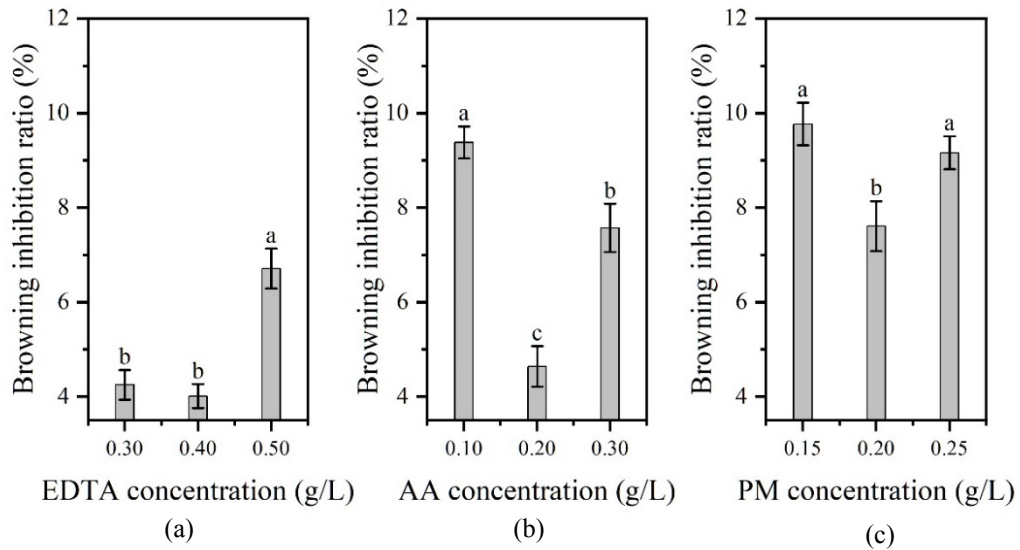 Browning inhibition ratio (%)
12
10
8
6
4
b
b
a
0.30 0.40 0.50
EDTA concentration (g/L)
(a)
Browning inhibition ratio (%)
12
10
8
6
4
a
c
b
0.10 0.20 0.30
AA concentration (g/L)
(b)
Browning inhibition ratio (%)
12
10
8
6
4
a
b
a
0.15 0.20 0.25
PM concentration (g/L)
(c)